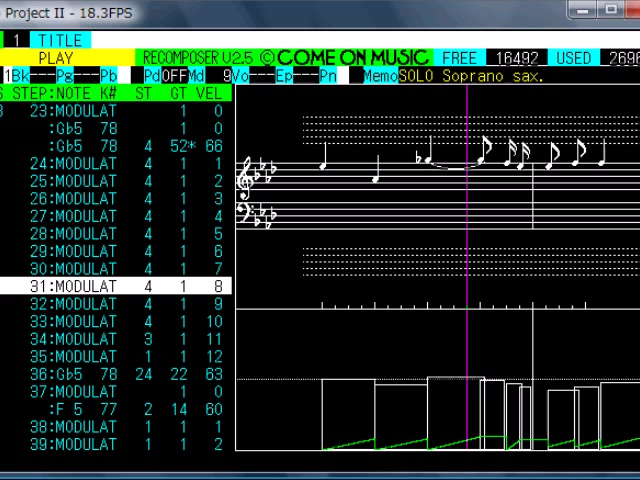 Project II - 18.3FPS
1 TITLE
PLAY RECOMPOSER V2.5 © COME ON MUSIC FREE 16492 USED 2696
1Bk---Pg---Pb Pd OFF Md 9Vo---Ep---Pn Memo SOLO Soprano sax.
S STEP:NOTE K# ST GT VEL
23:MODULAT 1 0
:Gb5 78 1 0
:Gb5 78 4 52* 66
24:MODULAT 4 1 1
25:MODULAT 4 1 2
26:MODULAT 4 1 3
27:MODULAT 4 1 4
28:MODULAT 4 1 5
29:MODULAT 4 1 6
30:MODULAT 4 1 7
31:MODULAT 4 1 8
32:MODULAT 4 1 9
33:MODULAT 4 1 10
34:MODULAT 3 1 11
35:MODULAT 1 1 12
36:Gb5 78 24 22 63
37:MODULAT 1 0
:F 5 77 2 14 60
38:MODULAT 1 1 1
39:MODULAT 1 1 2